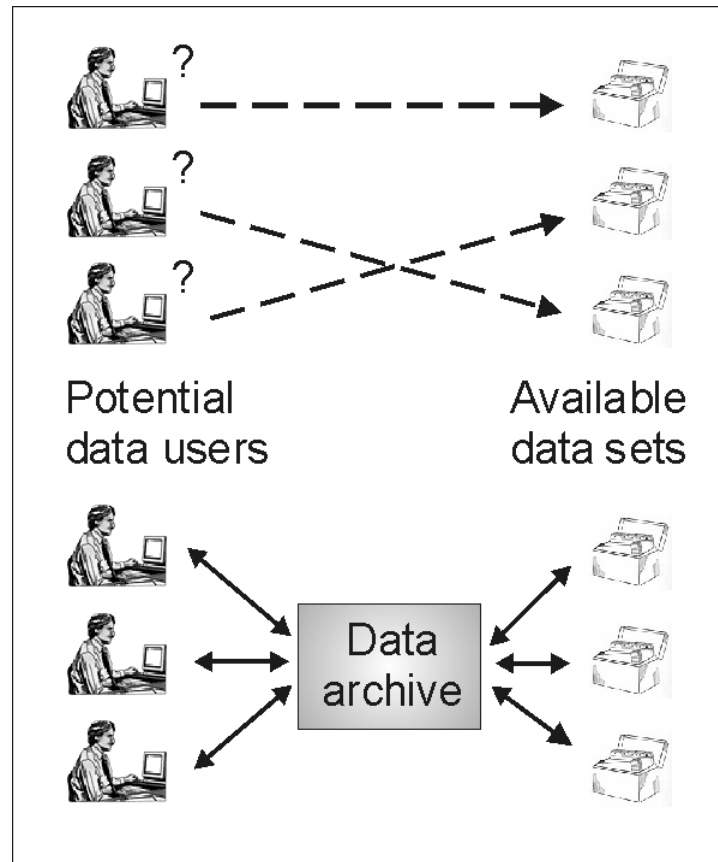 ?
?
?
Potential
data users
Available
data sets
Data
archive